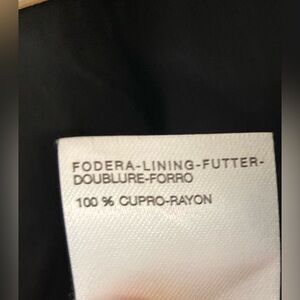 FODERA-LINING-FUTTER-
DOUBLURE-FORRO
100 % CUPRO-RAYON